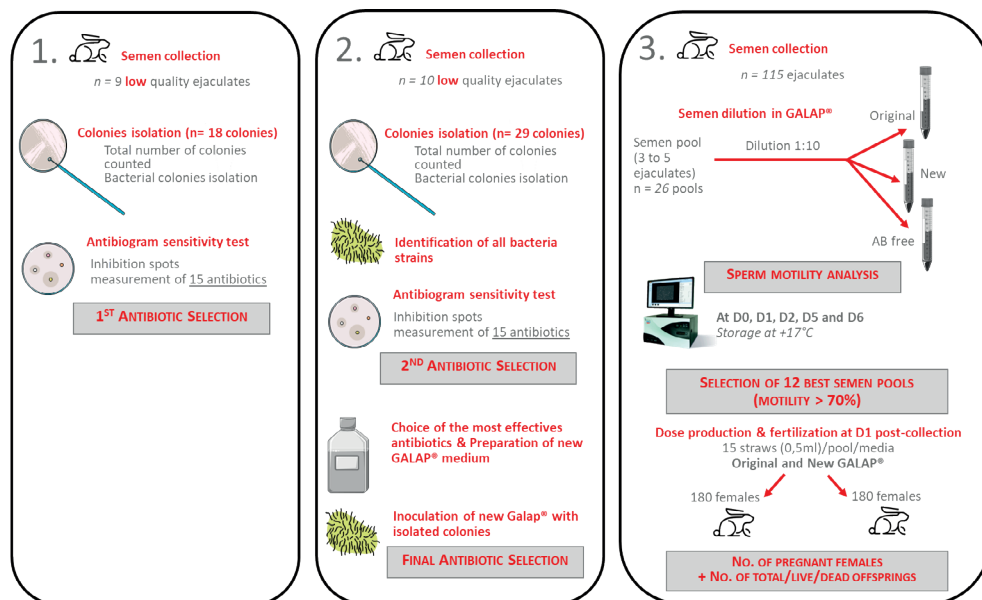 1.
Semen collection
n = 9 low quality ejaculates
Colonies isolation (n= 18 colonies)
Total number of colonies
counted
Bacterial colonies isolation
Antibiogram sensitivity test
Inhibition spots
measurement of 15 antibiotics
1ST ANTIBIOTIC SELECTION
2.
Semen collection
n = 10 low quality ejaculates
Colonies isolation (n= 29 colonies)
Total number of colonies
counted
Bacterial colonies isolation
Identification of all bacteria
strains
Antibiogram sensitivity test
Inhibition spots
measurement of 15 antibiotics
2ND ANTIBIOTIC SELECTION
Choice of the most effectives
antibiotics & Preparation of new
GALAP® medium
Inoculation of new Galap® with
isolated colonies
FINAL ANTIBIOTIC SELECTION
3.
Semen collection
n = 115 ejaculates
Semen dilution in GALAP®
Original
Semen pool
(3 to 5
ejaculates)
n = 26 pools
Dilution 1:10
New
AB free
SPERM MOTILITY ANALYSIS
At D0, D1, D2, D5 and D6
Storage at +17°C
SELECTION OF 12 BEST SEMEN POOLS
(MOTILITY > 70%)
Dose production & fertilization at D1 post-collection
15 straws (0,5ml)/pool/media
Original and New GALAP®
180 females
180 females
NO. OF PREGNANT FEMALES
+ NO. OF TOTAL/LIVE/DEAD OFFSPRINGS